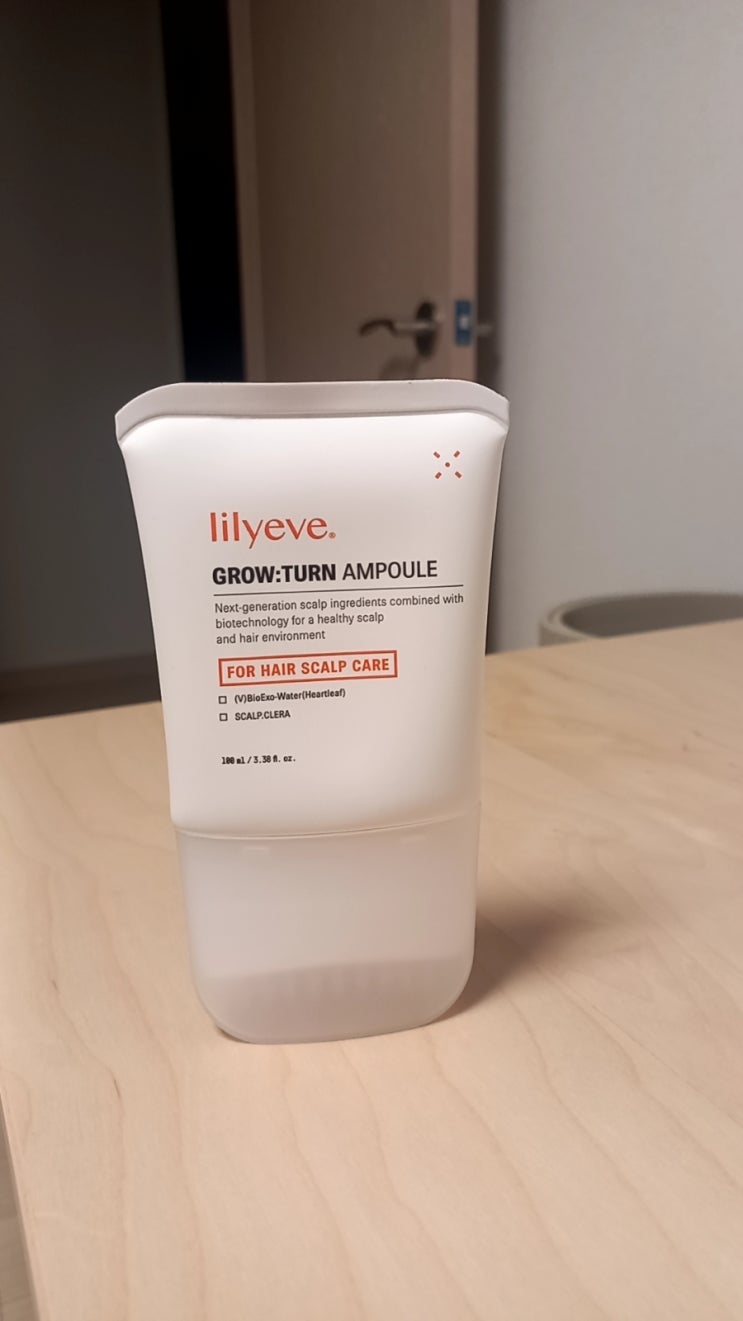 lilyeve.
GROW:TURN AMPOULE
Next-generation scalp ingredients combined with
biotechnology for a healthy scalp
and hair environment
FOR HAIR SCALP CARE
(V)BioExo-Water(Heartleaf)
SCALP.CLERA
100 ml / 3.38 fl. oz.